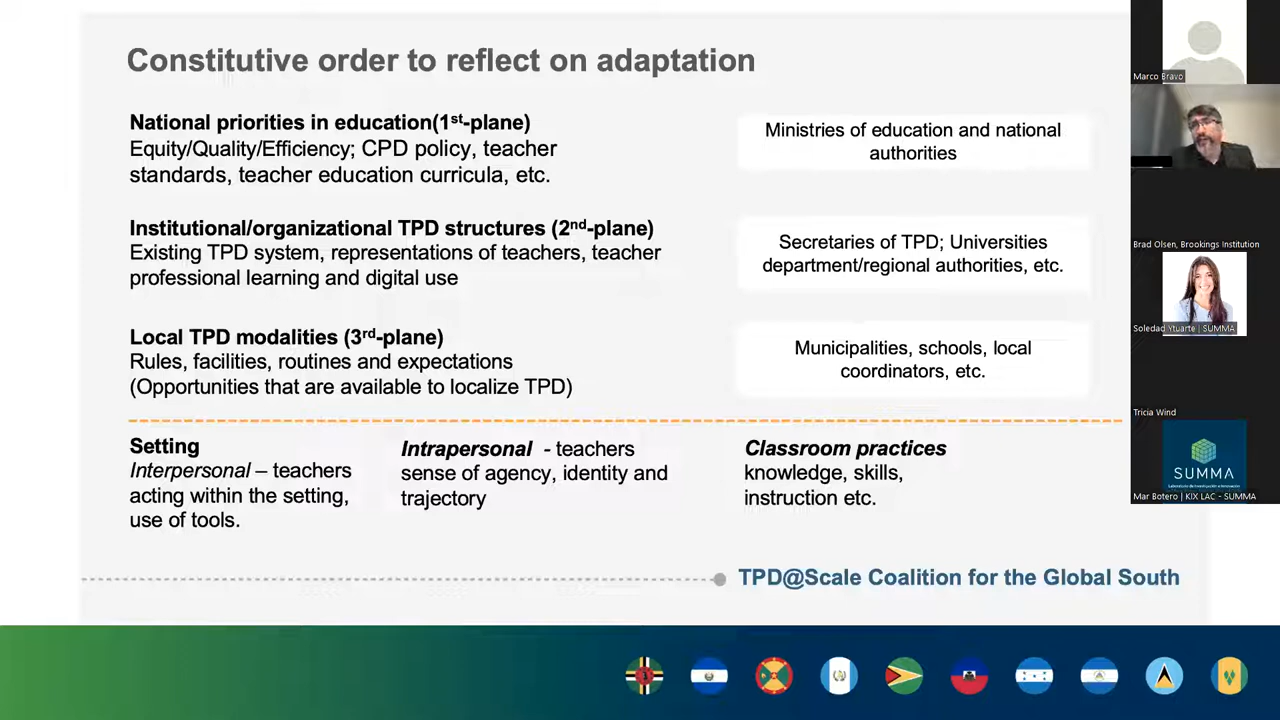 Constitutive order to reflect on adaptation
National priorities in education(1st-plane)
Equity/Quality/Efficiency; CPD policy, teacher
standards, teacher education curricula, etc.
Ministries of education and national
authorities
Institutional/organizational TPD structures (2nd-plane)
Existing TPD system, representations of teachers, teacher
professional learning and digital use
Secretaries of TPD; Universities
department/regional authorities, etc.
Local TPD modalities (3rd-plane)
Rules, facilities, routines and expectations
(Opportunities that are available to localize TPD)
Municipalities, schools, local
coordinators, etc.
Setting
Interpersonal – teachers
acting within the setting,
use of tools.
Intrapersonal - teachers
sense of agency, identity and
trajectory
Classroom practices
knowledge, skills,
instruction etc.
TPD@Scale Coalition for the Global South
Marco Bravo
Brad Olsen, Brookings Institution
Soledad Ytuarte | SUMMA
Tricia Wind
SUMMA
Mar Botero | KIX LAC - SUMMA